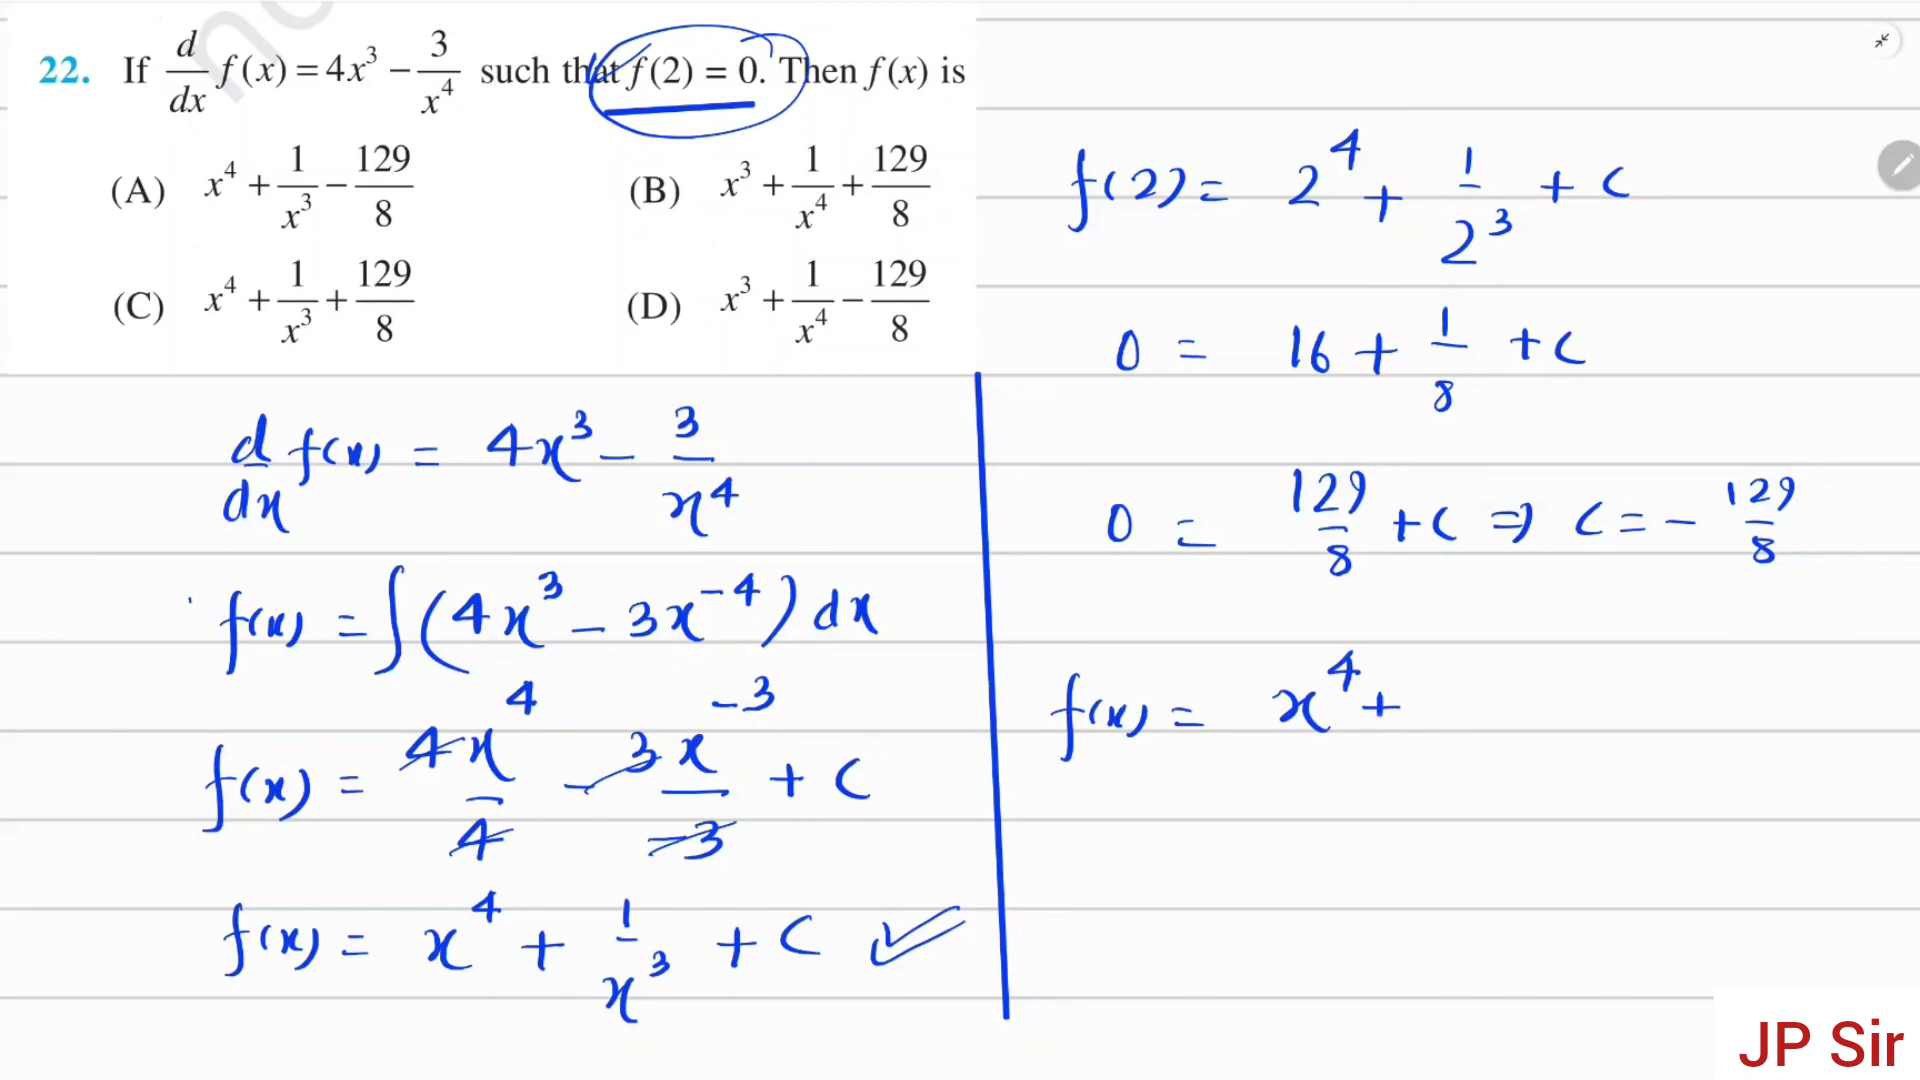 22. If d/dx f(x) = 4x³ − 3/x⁴ such that f(2) = 0. Then f(x) is
(A) x⁴ + 1/x³ − 129/8
(B) x³ + 1/x⁴ + 129/8
(C) x⁴ + 1/x³ + 129/8
(D) x³ + 1/x⁴ − 129/8
d/dx f(x) = 4x³ − 3/x⁴
f(x) = ∫(4x³ − 3x⁻⁴) dx
f(x) = 4x⁴/4 − 3x⁻³/−3 + C
f(x) = x⁴ + 1/x³ + C
f(2) = 2⁴ + 1/2³ + C
0 = 16 + 1/8 + C
0 = 129/8 + C ⇒ C = − 129/8
f(x) = x⁴ +
JP Sir